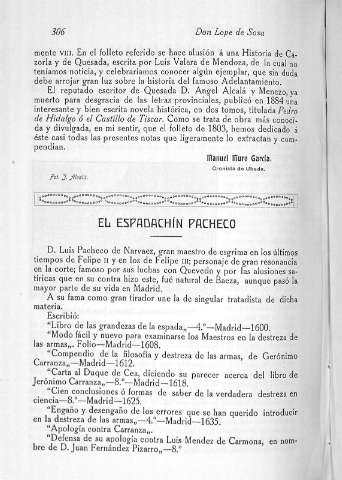 306
Don Lope de Sosa
mente VIII. En el folleto referido se hace alusión á una Historia de Ca-
zorla y de Quesada, escrita por Luis Valera de Mendoza, de la cual no
teníamos noticia, y celebraríamos conocer algún ejemplar, que sin duda
debe arrojar gran luz sobre la historia del famoso Adelantamiento.
El reputado escritor de Quesada D. Angel Alcalá y Menezo, ya
muerto para desgracia de las letras provinciales, publicó en 1884 una
interesante y bien escrita novela histórica, en dos tomos, titulada Pedro
de Hidalgo ó el Castillo de Tiscar. Como se trata de obra más conoci-
da y divulgada, en mi sentir, que el folleto de 1803, hemos dedicado á
éste casi todas las presentes notas que ligeramente lo extractan y com-
pendian.
Manuel Muro García.
Cronista de Ubeda.
EL ESPADACHÍN PACHECO
D. Luis Pacheco de Narvaez, gran maestro de esgrima en los últimos
tiempos de Felipe II y en los de Felipe III; personaje de gran resonancia
en la corte; famoso por sus luchas con Quevedo y por las alusiones sa-
tíricas que en su contra hizo este, fué natural de Baeza, aunque pasó la
mayor parte de su vida en Madrid.
A su fama como gran tirador une la de singular tratadista de dicha
materia.
Escribió:
"Libro de las grandezas de la espada„—4.º—Madrid—1600.
"Modo fácil y nuevo para examinarse los Maestros en la destreza de
las armas„. Folio—Madrid—1608.
"Compendio de la filosofía y destreza de las armas, de Gerónimo
Carranza„—Madrid—1612.
"Carta al Duque de Cea, diciendo su parecer acerca del libro de
Jerónimo Carranza„—8.º—Madrid—1618.
"Cien conclusiones ó formas de saber de la verdadera destreza en
ciencia—8.º—Madrid—1625.
"Engaño y desengaño de los errores que se han querido introducir
en la destreza de las armas„—4.º—Madrid—1635.
"Apología contra Carranza„.
"Defensa de su apología contra Luis Mendez de Carmona, en nom-
bre de D. Juan Fernández Pizarro„—8.º